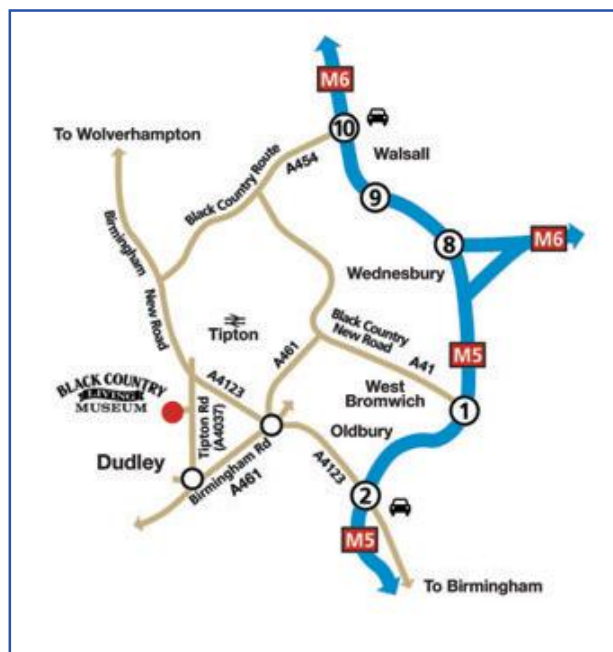 M6
10
Walsall
To Wolverhampton
A454
Black Country Route
9
8
M6
Birmingham
New Road
Wednesbury
Tipton
Black Country
New Road
A41
M5
A461
BLACK COUNTRY
LIVING
MUSEUM
A4123
West
Bromwich
1
Tipton Rd
(A4037)
Oldbury
Dudley
Birmingham Rd
A461
A4123
2
M5
To Birmingham